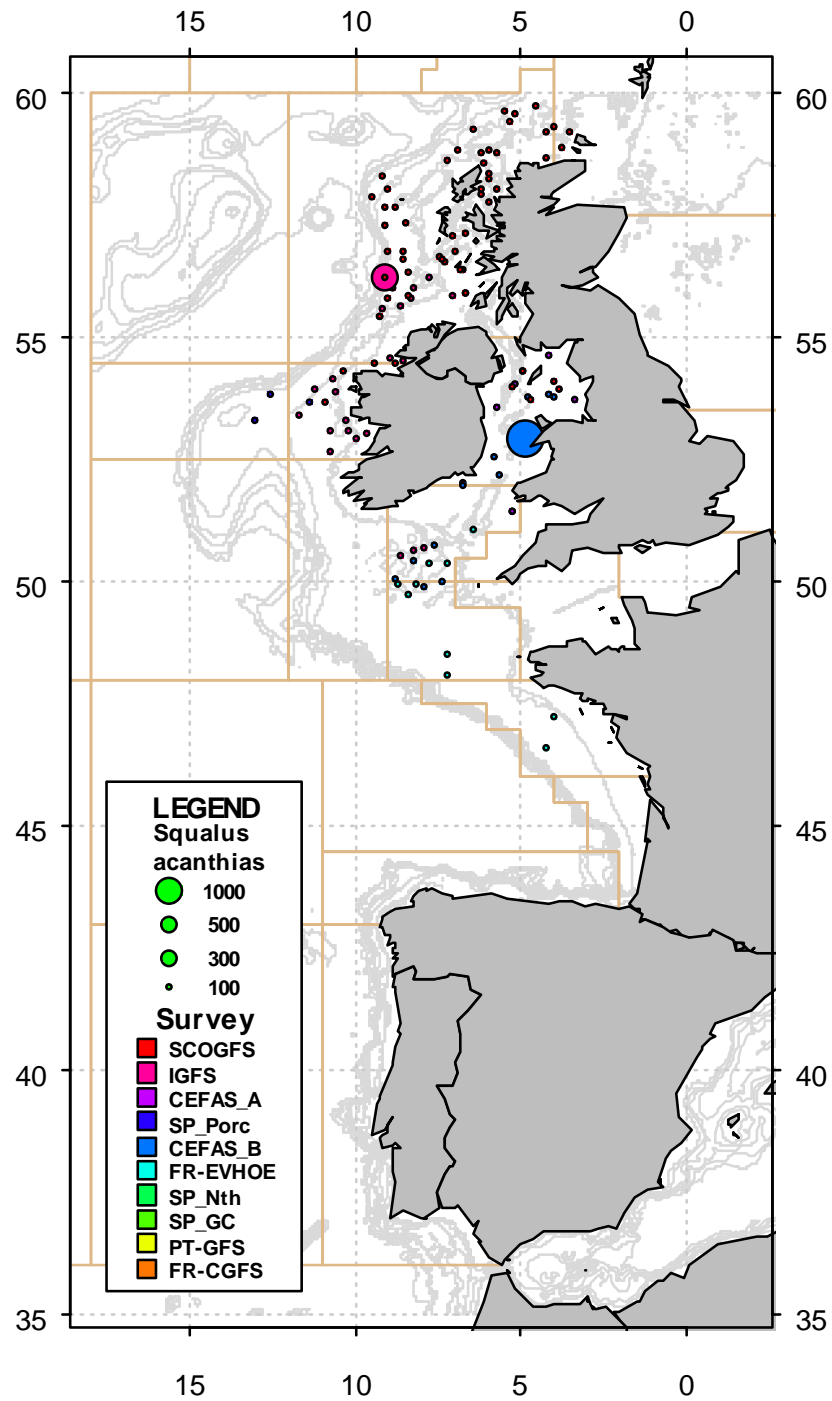 15 10 5 0
60 60
55 55
50 50
45 45
LEGEND
Squalus
acanthias
1000
500
300
100
Survey
SCOGFS
IGFS
CEFAS_A
SP_Porc
CEFAS_B
FR-EVHOE
SP_Nth
SP_GC
PT-GFS
FR-CGFS
40 40
35 35
15 10 5 0